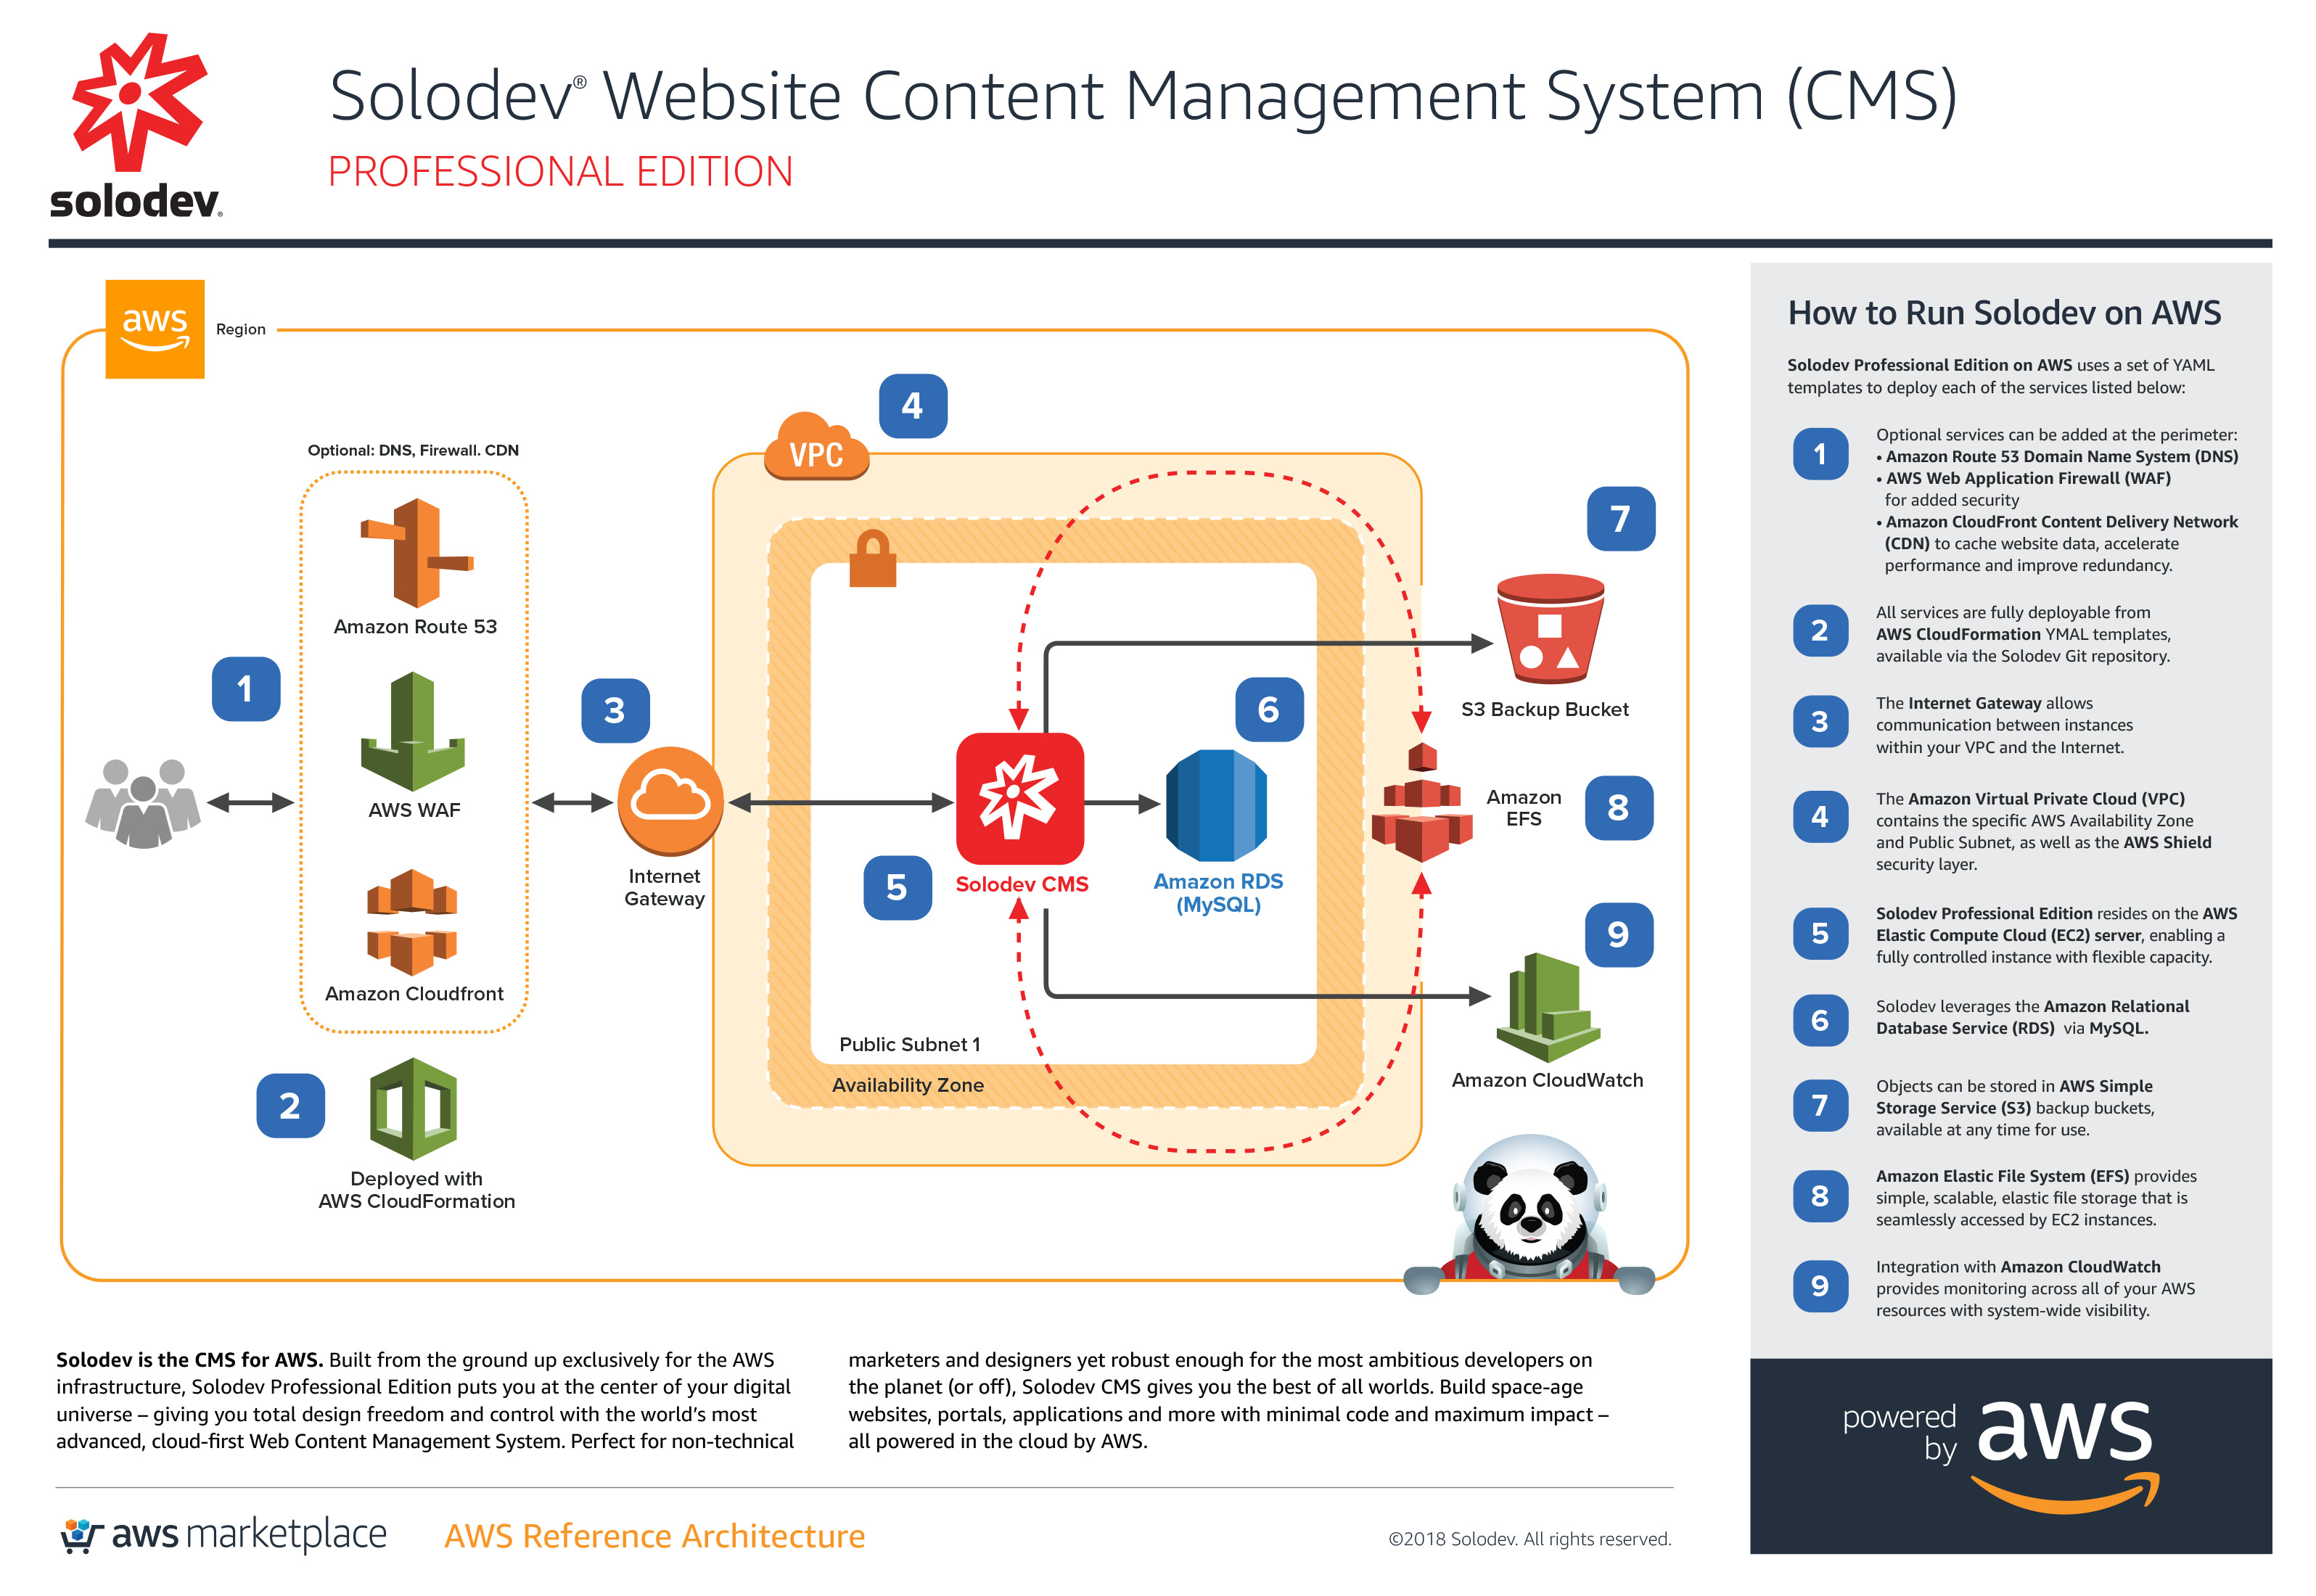 solodev®
Solodev® Website Content Management System (CMS)
PROFESSIONAL EDITION
aws
Region
Optional: DNS, Firewall. CDN
Amazon Route 53
1
AWS WAF
Amazon Cloudfront
2
Deployed with
AWS CloudFormation
3
Internet
Gateway
VPC
4
5
Solodev CMS
6
Amazon RDS
(MySQL)
Public Subnet 1
Availability Zone
7
S3 Backup Bucket
Amazon
EFS
8
9
Amazon CloudWatch
How to Run Solodev on AWS
Solodev Professional Edition on AWS uses a set of YAML
templates to deploy each of the services listed below:
1
Optional services can be added at the perimeter:
• Amazon Route 53 Domain Name System (DNS)
• AWS Web Application Firewall (WAF)
for added security
• Amazon CloudFront Content Delivery Network
(CDN) to cache website data, accelerate
performance and improve redundancy.
2
All services are fully deployable from
AWS CloudFormation YMAL templates,
available via the Solodev Git repository.
3
The Internet Gateway allows
communication between instances
within your VPC and the Internet.
4
The Amazon Virtual Private Cloud (VPC)
contains the specific AWS Availability Zone
and Public Subnet, as well as the AWS Shield
security layer.
5
Solodev Professional Edition resides on the AWS
Elastic Compute Cloud (EC2) server, enabling a
fully controlled instance with flexible capacity.
6
Solodev leverages the Amazon Relational
Database Service (RDS) via MySQL.
7
Objects can be stored in AWS Simple
Storage Service (S3) backup buckets,
available at any time for use.
8
Amazon Elastic File System (EFS) provides
simple, scalable, elastic file storage that is
seamlessly accessed by EC2 instances.
9
Integration with Amazon CloudWatch
provides monitoring across all of your AWS
resources with system-wide visibility.
Solodev is the CMS for AWS. Built from the ground up exclusively for the AWS
infrastructure, Solodev Professional Edition puts you at the center of your digital
universe – giving you total design freedom and control with the world's most
advanced, cloud-first Web Content Management System. Perfect for non-technical
marketers and designers yet robust enough for the most ambitious developers on
the planet (or off), Solodev CMS gives you the best of all worlds. Build space-age
websites, portals, applications and more with minimal code and maximum impact –
all powered in the cloud by AWS.
aws marketplace
AWS Reference Architecture
©2018 Solodev. All rights reserved.
powered
by
aws